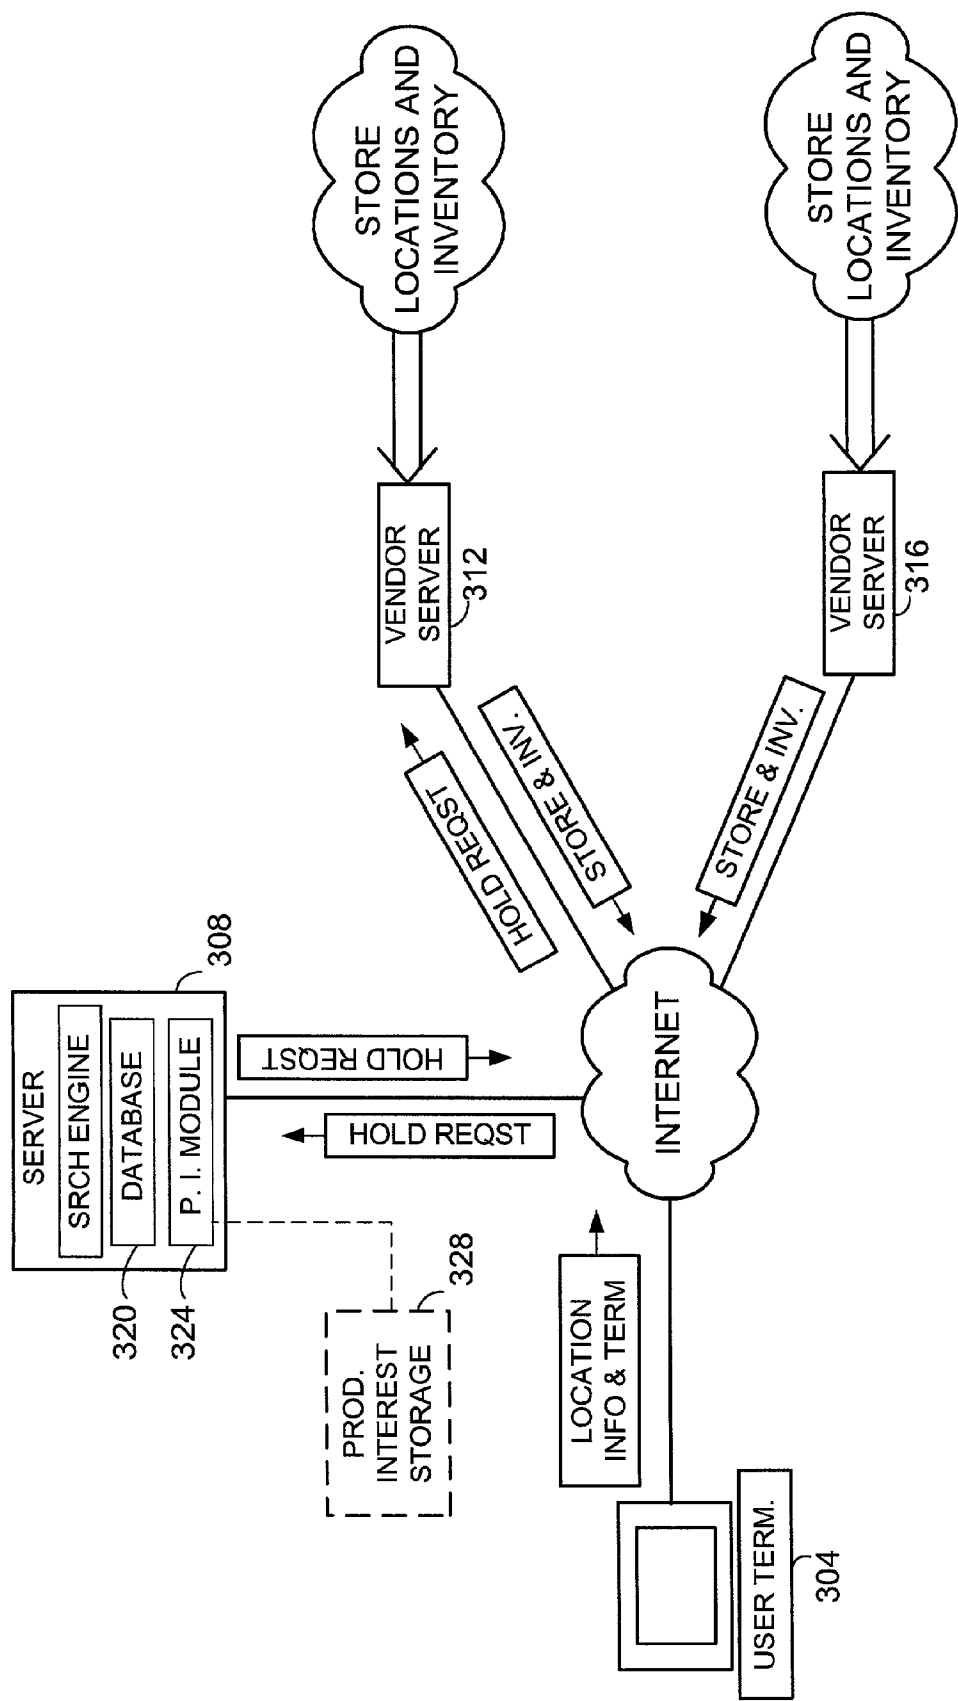 SERVER
SRCH ENGINE
DATABASE
P. I. MODULE
308
320
324
PROD.
INTEREST
STORAGE
328
HOLD REQST
HOLD REQST
LOCATION
INFO & TERM
USER TERM.
304
INTERNET
HOLD REQST
STORE & INV.
STORE & INV.
VENDOR
SERVER
312
VENDOR
SERVER
316
STORE
LOCATIONS AND
INVENTORY
STORE
LOCATIONS AND
INVENTORY